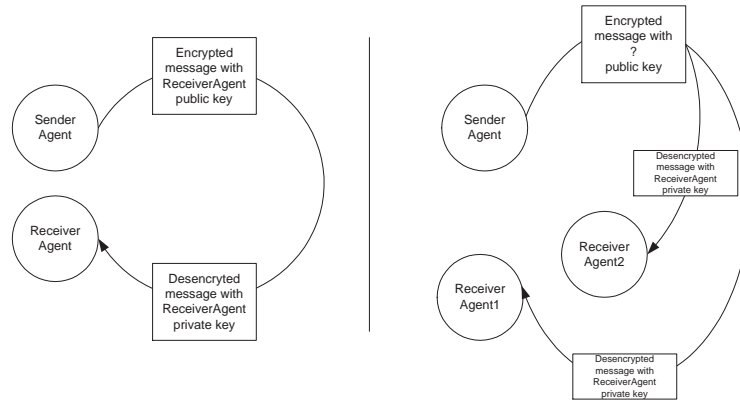 Encrypted
message with
ReceiverAgent
public key
Sender
Agent
Receiver
Agent
Desencryted
message with
ReceiverAgent
private key
Encrypted
message with
?
public key
Sender
Agent
Desencrypted
message with
ReceiverAgent
private key
Receiver
Agent2
Receiver
Agent1
Desencrypted
message with
ReceiverAgent
private key